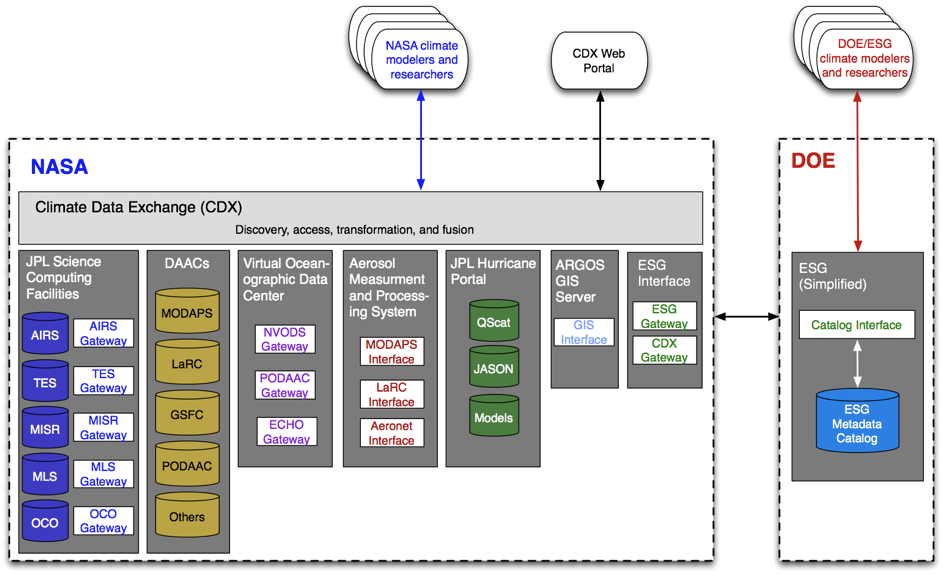 NASA climate
modelers and
researchers
CDX Web
Portal
DOE/ESG
climate modelers
and researchers
NASA
DOE
Climate Data Exchange (CDX)
Discovery, access, transformation, and fusion
JPL Science
Computing
Facilities
AIRS
AIRS
Gateway
TES
TES
Gateway
MISR
MISR
Gateway
MLS
MLS
Gateway
OCO
OCO
Gateway
DAACs
MODAPS
LaRC
GSFC
PODAAC
Others
Virtual Ocean-
ographic Data
Center
NVODS
Gateway
PODAAC
Gateway
ECHO
Gateway
Aerosol
Measurment
and Process-
ing System
MODAPS
Interface
LaRC
Interface
Aeronet
Interface
JPL Hurricane
Portal
QScat
JASON
Models
ARGOS
GIS
Server
GIS
Interface
ESG
Interface
ESG
Gateway
CDX
Gateway
ESG
(Simplified)
Catalog Interface
ESG
Metadata
Catalog